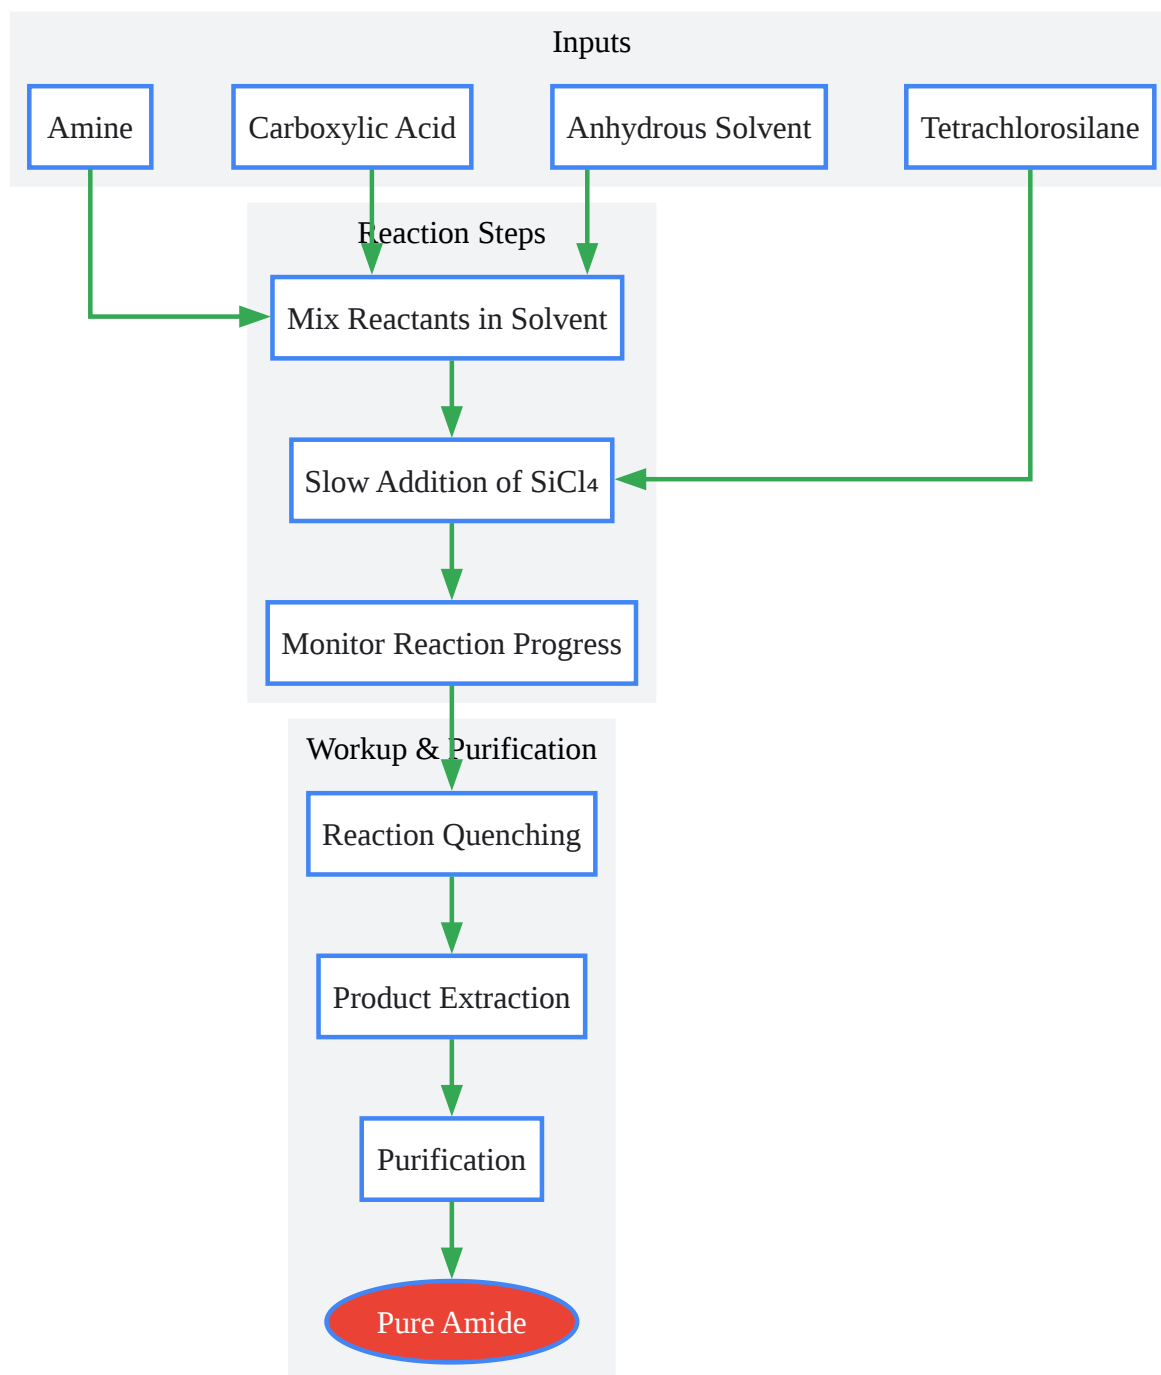 Inputs
Amine
Carboxylic Acid
Anhydrous Solvent
Tetrachlorosilane
Reaction Steps
Mix Reactants in Solvent
Slow Addition of SiCl₄
Monitor Reaction Progress
Workup & Purification
Reaction Quenching
Product Extraction
Purification
Pure Amide